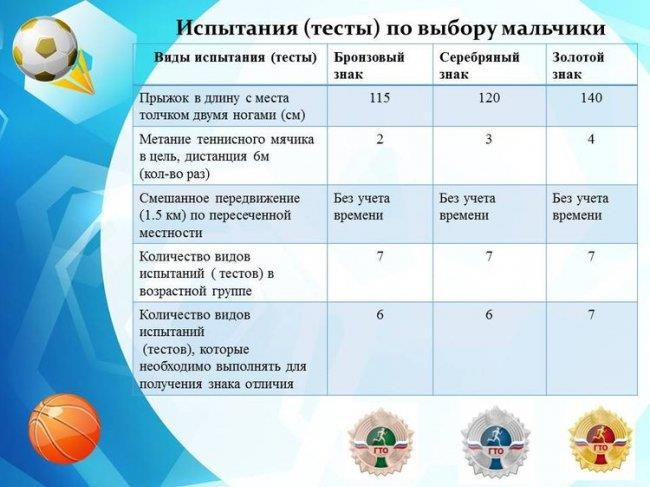 Испытания (тесты) по выбору мальчики
Виды испытания (тесты) Бронзовый знак Серебряный знак Золотой знак
Прыжок в длину с места
толчком двумя ногами (см) 115 120 140
Метание теннисного мячика
в цель, дистанция 6м
(кол-во раз) 2 3 4
Смешанное передвижение
(1.5 км) по пересеченной
местности Без учета времени Без учета времени Без учета времени
Количество видов
испытаний ( тестов) в
возрастной группе 7 7 7
Количество видов
испытаний
(тестов), которые
необходимо выполнять для
получения знака отличия 6 6 7
ГТО ГТО ГТО